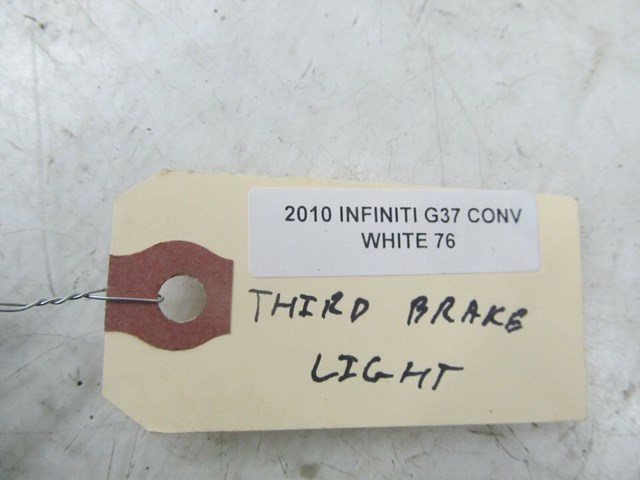 2010 INFINITI G37 CONV
WHITE 76
THIRD BRAKE
LIGHT